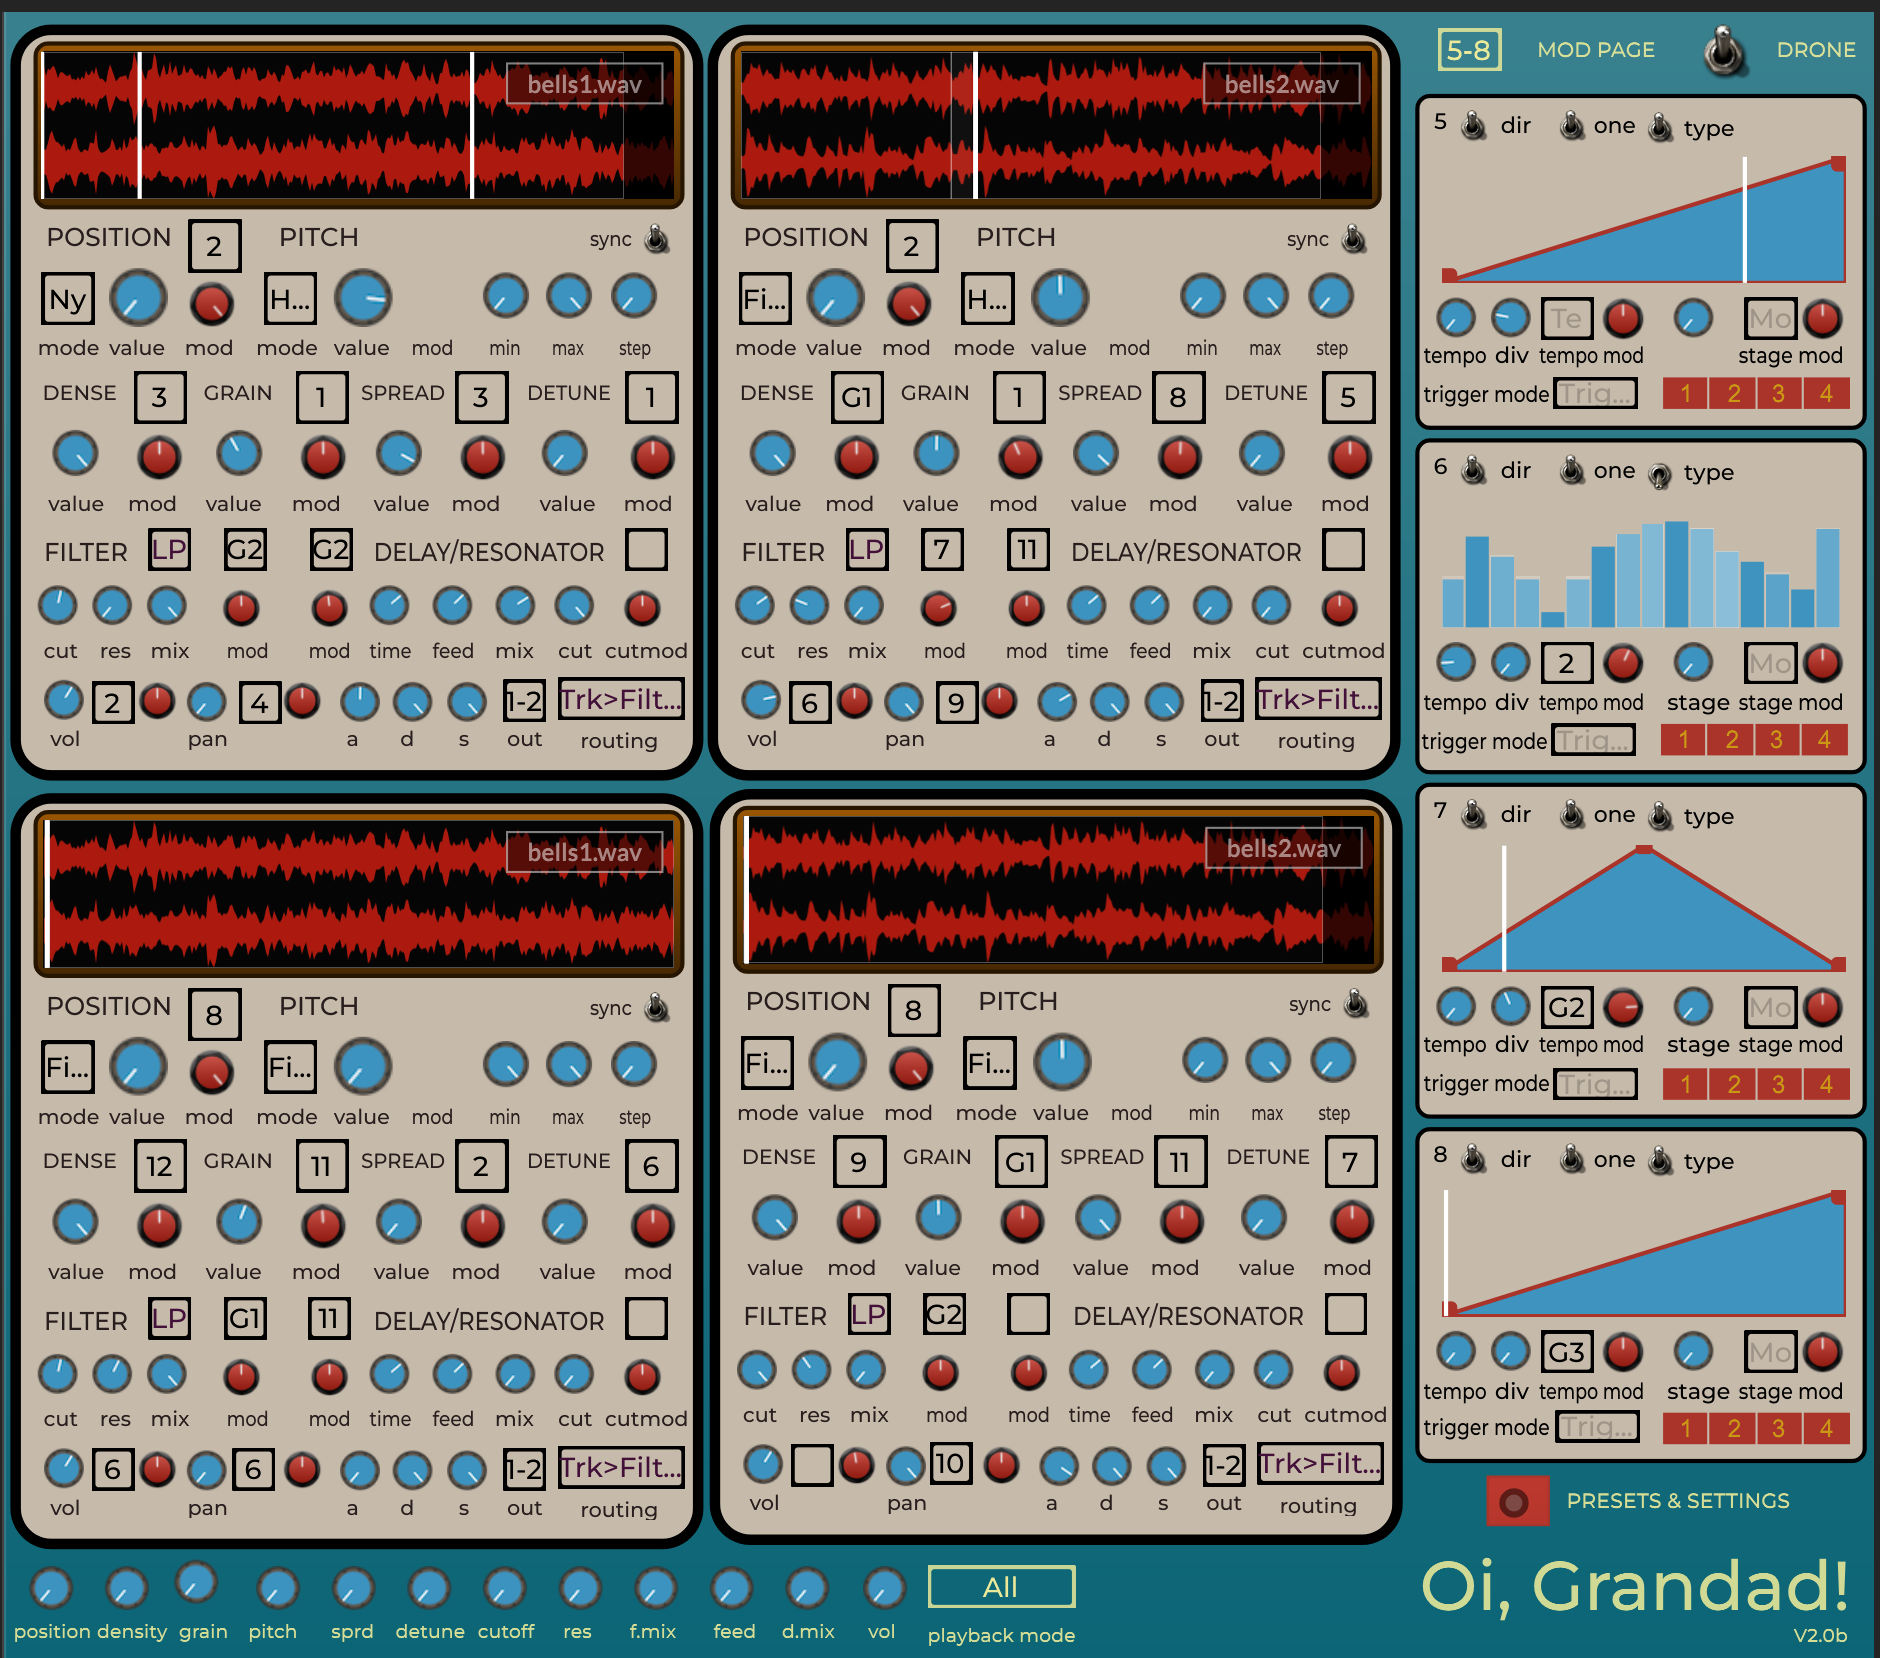 bells1.wav
POSITION 2 PITCH sync
Ny H...
mode value mod mode value mod min max step
DENSE 3 GRAIN 1 SPREAD 3 DETUNE 1
value mod value mod value mod value mod
FILTER LP G2 G2 DELAY/RESONATOR
cut res mix mod mod time feed mix cut cutmod
2 4 1-2 Trk>Filt...
vol pan a d s out routing
bells2.wav
POSITION 2 PITCH sync
Fi... H...
mode value mod mode value mod min max step
DENSE G1 GRAIN 1 SPREAD 8 DETUNE 5
value mod value mod value mod value mod
FILTER LP 7 11 DELAY/RESONATOR
cut res mix mod mod time feed mix cut cutmod
6 9 1-2 Trk>Filt...
vol pan a d s out routing
bells1.wav
POSITION 8 PITCH sync
Fi... Fi...
mode value mod mode value mod min max step
DENSE 12 GRAIN 11 SPREAD 2 DETUNE 6
value mod value mod value mod value mod
FILTER LP G1 11 DELAY/RESONATOR
cut res mix mod mod time feed mix cut cutmod
6 6 1-2 Trk>Filt...
vol pan a d s out routing
bells2.wav
POSITION 8 PITCH sync
Fi... Fi...
mode value mod mode value mod min max step
DENSE 9 GRAIN G1 SPREAD 11 DETUNE 7
value mod value mod value mod value mod
FILTER LP G2 DELAY/RESONATOR
cut res mix mod mod time feed mix cut cutmod
10 1-2 Trk>Filt...
vol pan a d s out routing
5-8 MOD PAGE DRONE
5 dir one type
Te Mo
tempo div tempo mod stage mod
trigger mode Trig... 1 2 3 4
6 dir one type
2 Mo
tempo div tempo mod stage stage mod
trigger mode Trig... 1 2 3 4
7 dir one type
G2 Mo
tempo div tempo mod stage stage mod
trigger mode Trig... 1 2 3 4
8 dir one type
G3 Mo
tempo div tempo mod stage stage mod
trigger mode Trig... 1 2 3 4
PRESETS & SETTINGS
All
position density grain pitch sprd detune cutoff res f.mix feed d.mix vol playback mode
Oi, Grandad!
V2.0b